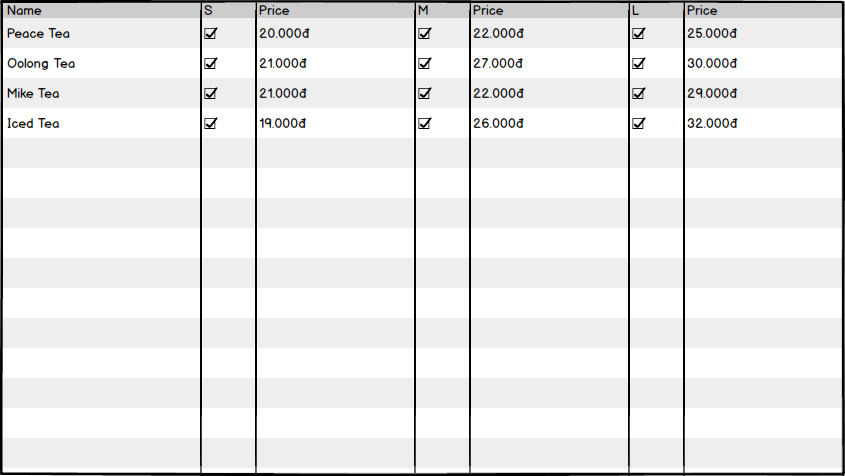 Name S Price M Price L Price
Peace Tea 20.000đ 22.000đ 25.000đ
Oolong Tea 21.000đ 27.000đ 30.000đ
Mike Tea 21.000đ 22.000đ 29.000đ
Iced Tea 19.000đ 26.000đ 32.000đ